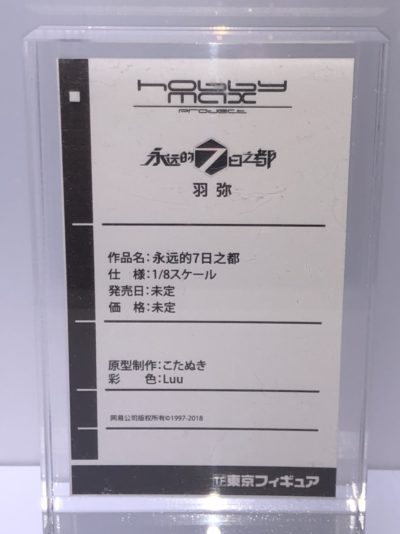 hobby
max
project
永远的7日之都
羽弥
作品名:永远的7日之都
仕　様:1/8スケール
発売日:未定
価　格:未定
原型制作:こたぬき
彩　　色:Luu
网易公司版权所有©1997-2018
TF東京フィギュア